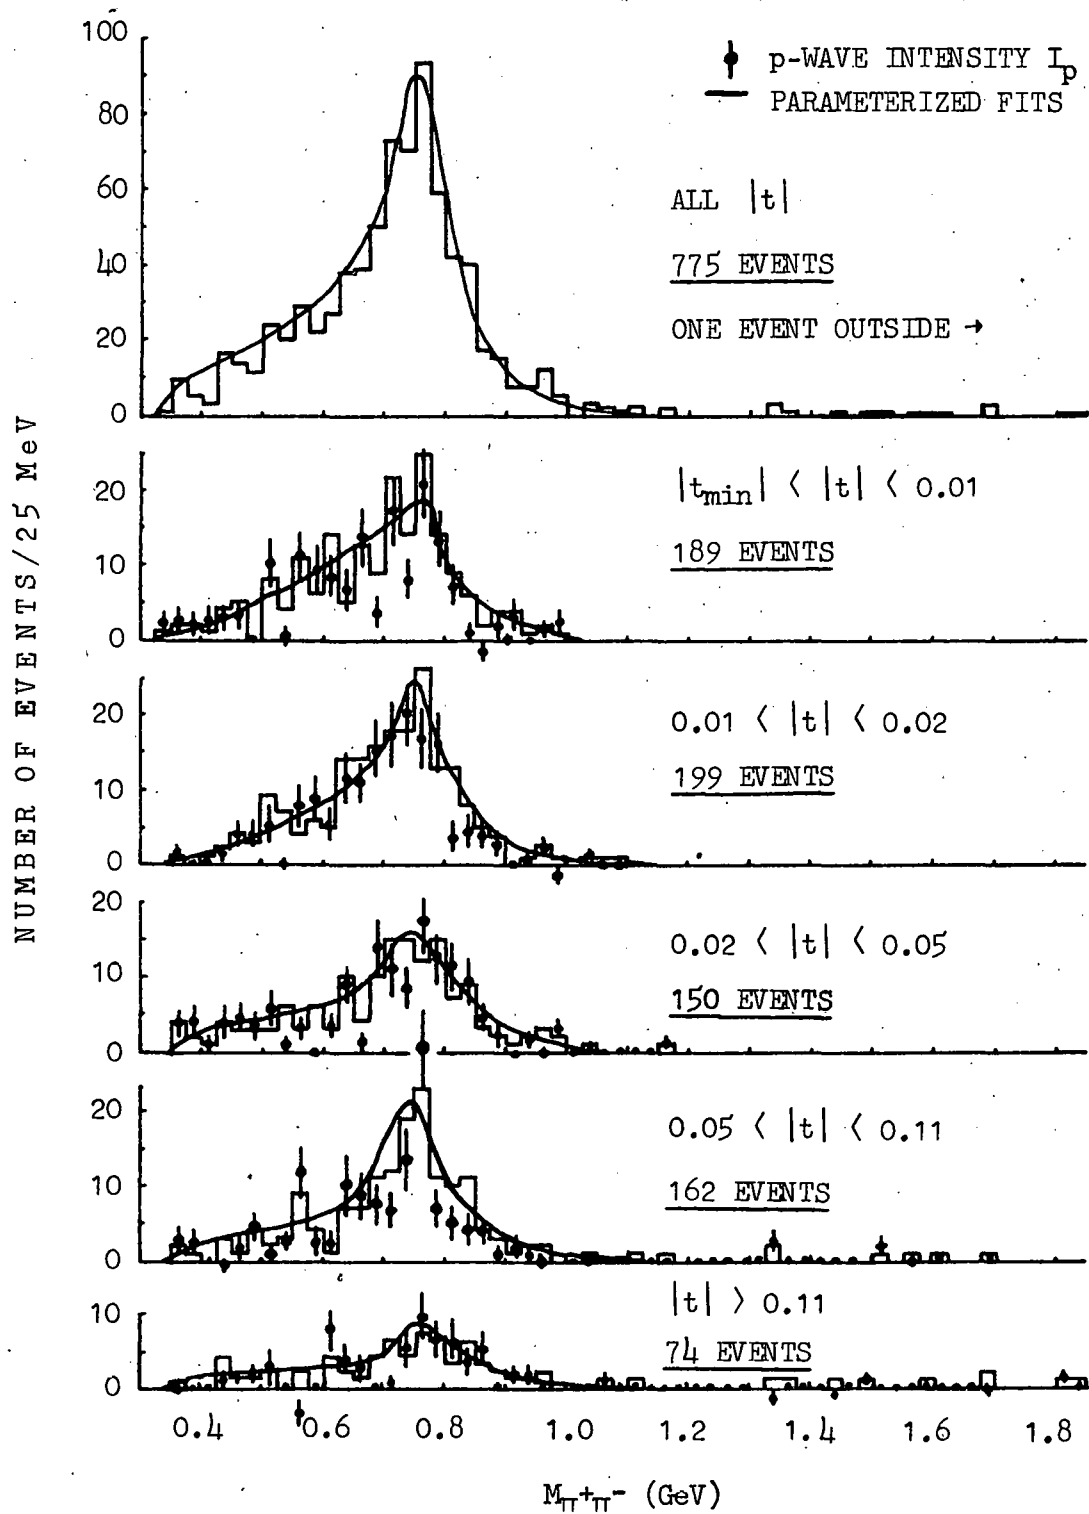 100
80
60
40
20
0
p-WAVE INTENSITY Ip
PARAMETERIZED FITS
ALL |t|
775 EVENTS
ONE EVENT OUTSIDE →
NUMBER OF EVENTS/25 MeV
20
10
0
|tmin| < |t| < 0.01
189 EVENTS
20
10
0
0.01 < |t| < 0.02
199 EVENTS
20
10
0
0.02 < |t| < 0.05
150 EVENTS
20
10
0
0.05 < |t| < 0.11
162 EVENTS
10
0
|t| > 0.11
74 EVENTS
0.4 0.6 0.8 1.0 1.2 1.4 1.6 1.8
Mπ+π- (GeV)